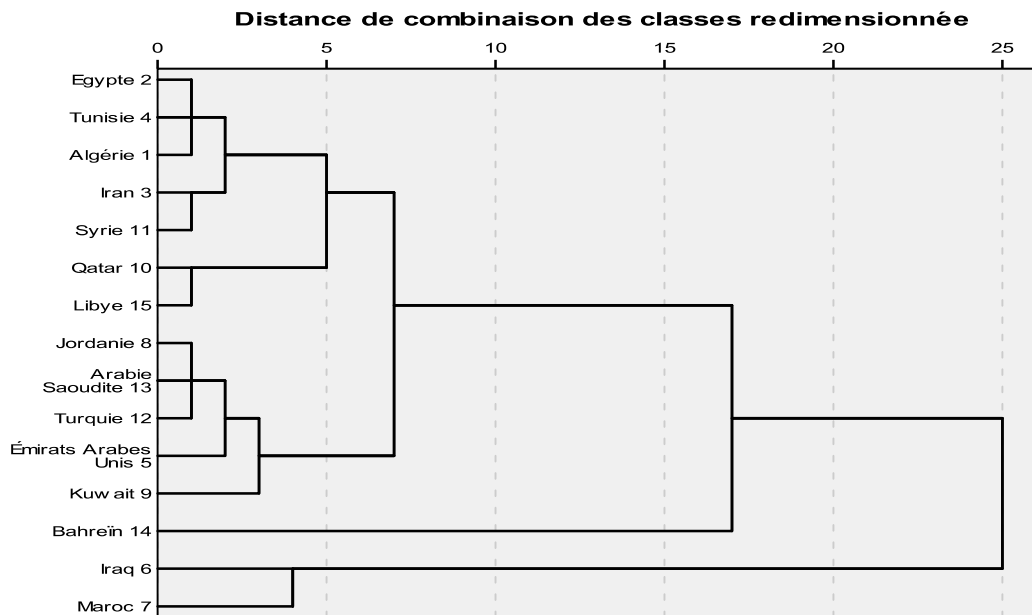 Distance de combinaison des classes redimensionnée
0 5 10 15 20 25
Egypte 2
Tunisie 4
Algérie 1
Iran 3
Syrie 11
Qatar 10
Libye 15
Jordanie 8
Arabie
Saoudite 13
Turquie 12
Émirats Arabes
Unis 5
Kuwait 9
Bahreïn 14
Iraq 6
Maroc 7